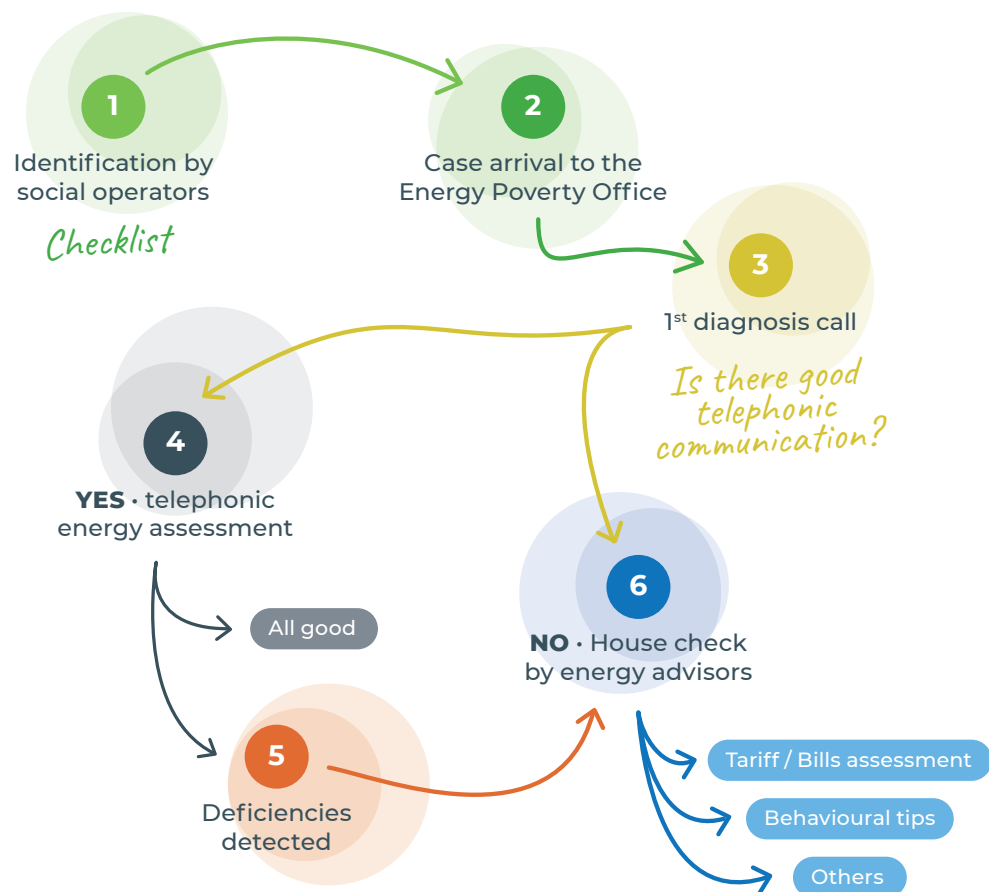 1
Identification by
social operators
Checklist
2
Case arrival to the
Energy Poverty Office
3
1st diagnosis call
Is there good
telephonic
communication?
4
YES · telephonic
energy assessment
All good
5
Deficiencies
detected
6
NO · House check
by energy advisors
Tariff / Bills assessment
Behavioural tips
Others